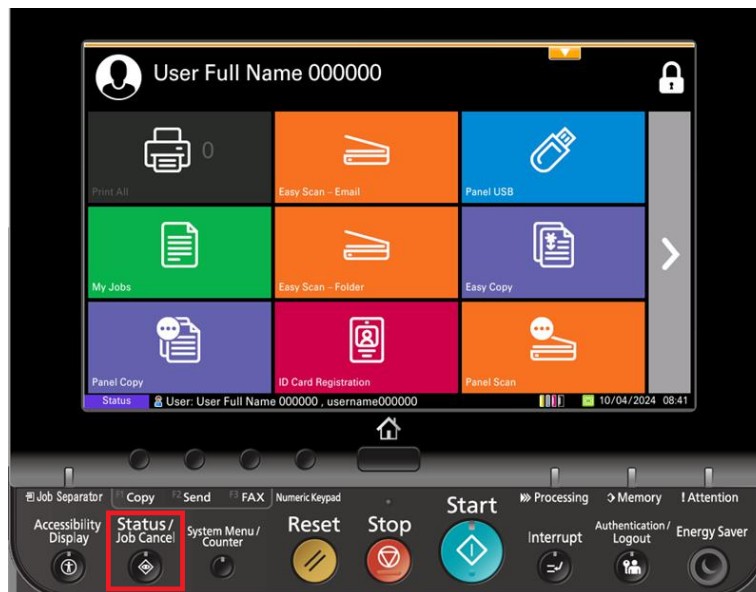 User Full Name 000000
0
Print All
Easy Scan – Email
Panel USB
My Jobs
Easy Scan – Folder
Easy Copy
Panel Copy
ID Card Registration
Panel Scan
Status
User: User Full Name 000000 , username000000
10/04/2024 08:41
Job Separator
F1 Copy
F2 Send
F3 FAX
Numeric Keypad
Start
Processing
Memory
! Attention
Accessibility
Display
Status/
Job Cancel
System Menu/
Counter
Reset
Stop
Interrupt
Authentication/
Logout
Energy Saver